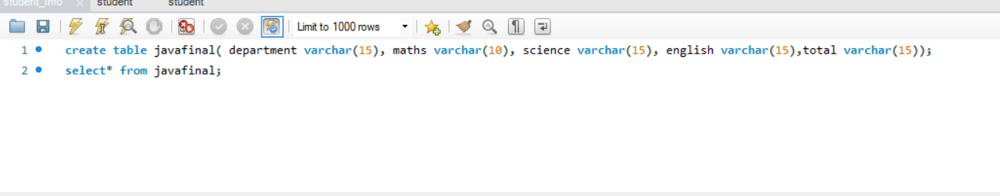 student_info × student student
Limit to 1000 rows
1 create table javafinal( department varchar(15), maths varchar(10), science varchar(15), english varchar(15),total varchar(15));
2 select* from javafinal;